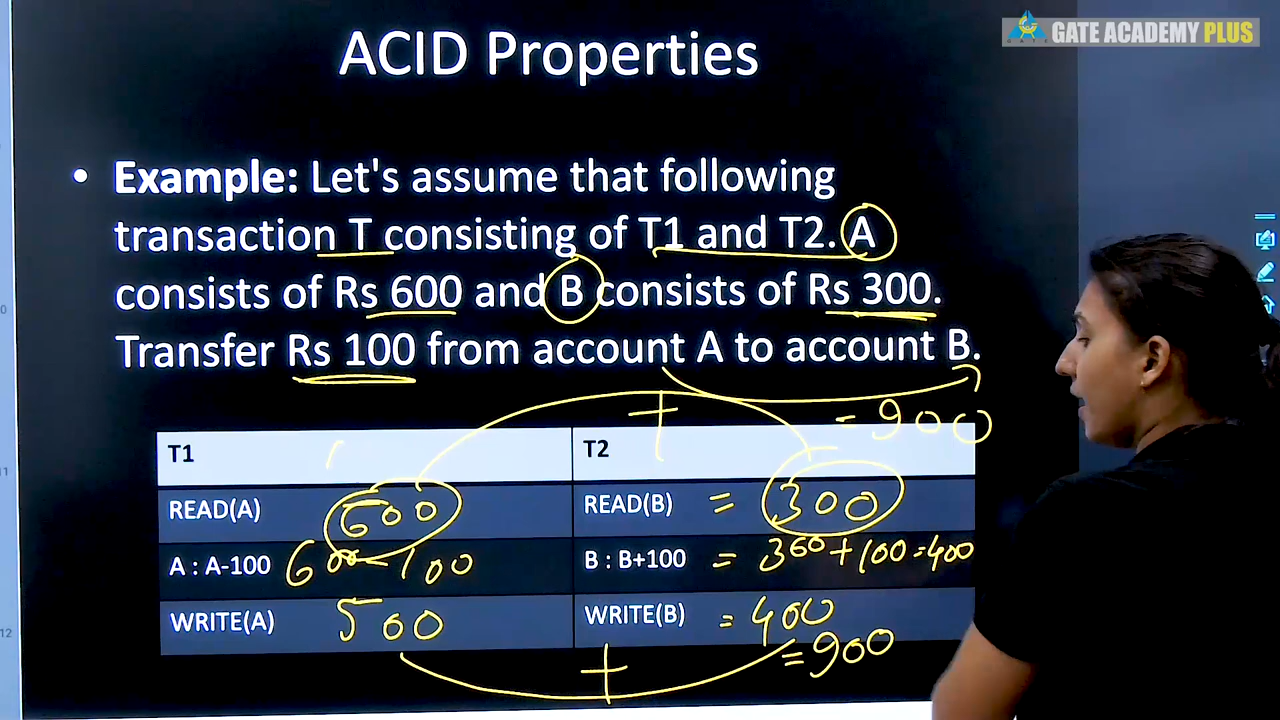 GATE ACADEMY PLUS
ACID Properties
• Example: Let's assume that following
transaction T consisting of T1 and T2. A
consists of Rs 600 and B consists of Rs 300.
Transfer Rs 100 from account A to account B.
+ = 900
T1 T2
READ(A) 600 READ(B) = 300
A : A-100 600-100 B : B+100 = 300+100=400
WRITE(A) 500 WRITE(B) = 400
+ =900